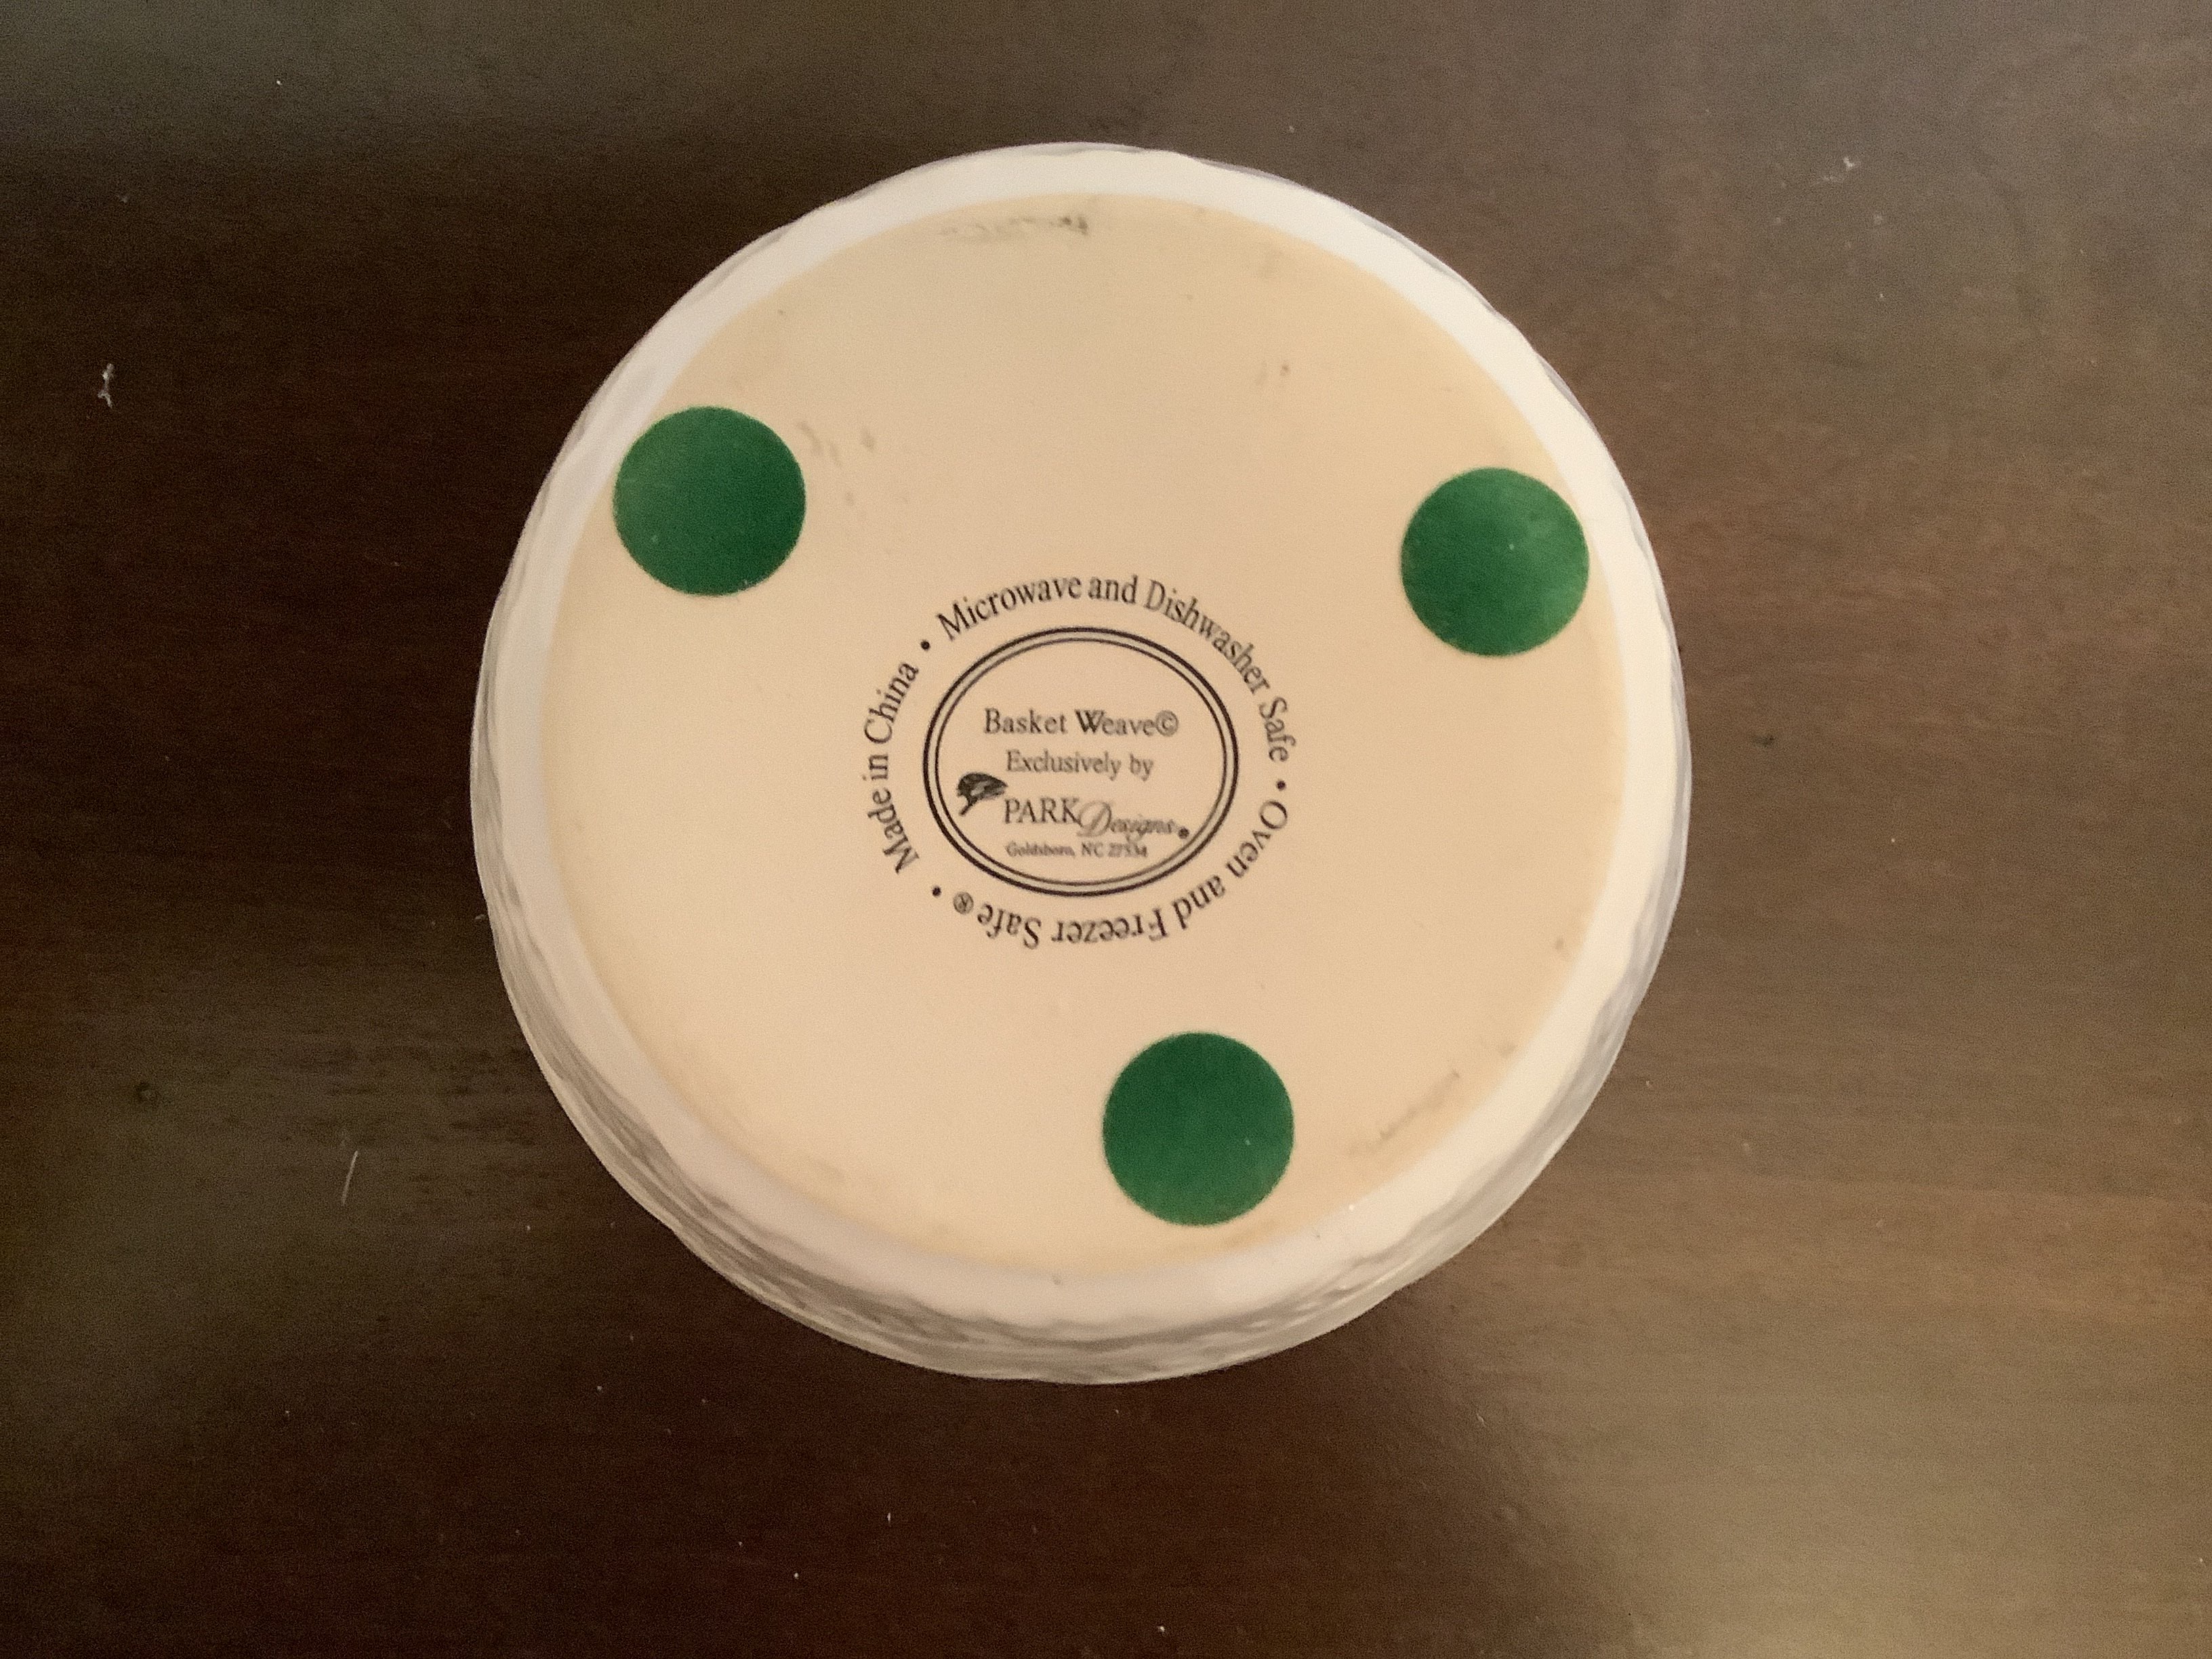 Microwave and Dishwasher Safe • Oven and Freezer Safe® • Made in China •
Basket Weave©
Exclusively by
PARK Designs®
Goldsboro, NC 27534